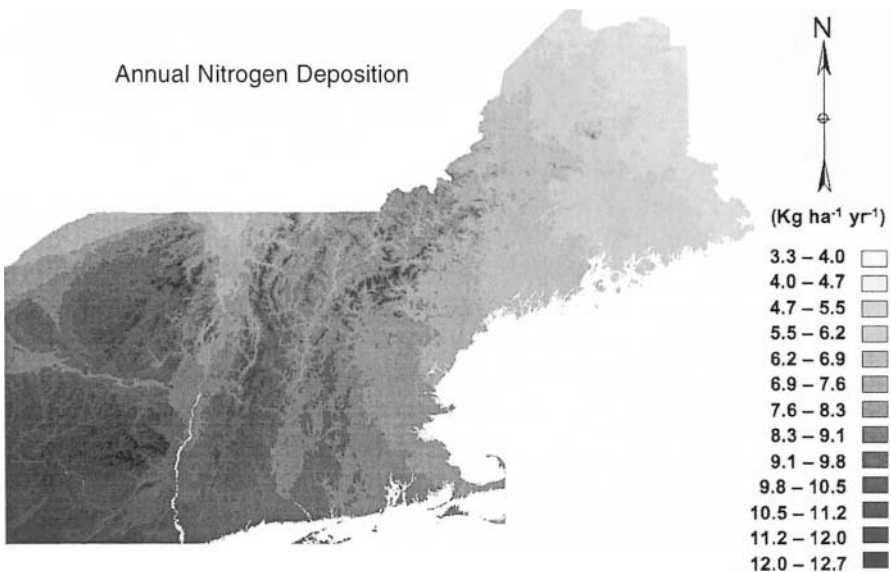 Annual Nitrogen Deposition
N
(Kg ha⁻¹ yr⁻¹)
3.3 – 4.0
4.0 – 4.7
4.7 – 5.5
5.5 – 6.2
6.2 – 6.9
6.9 – 7.6
7.6 – 8.3
8.3 – 9.1
9.1 – 9.8
9.8 – 10.5
10.5 – 11.2
11.2 – 12.0
12.0 – 12.7